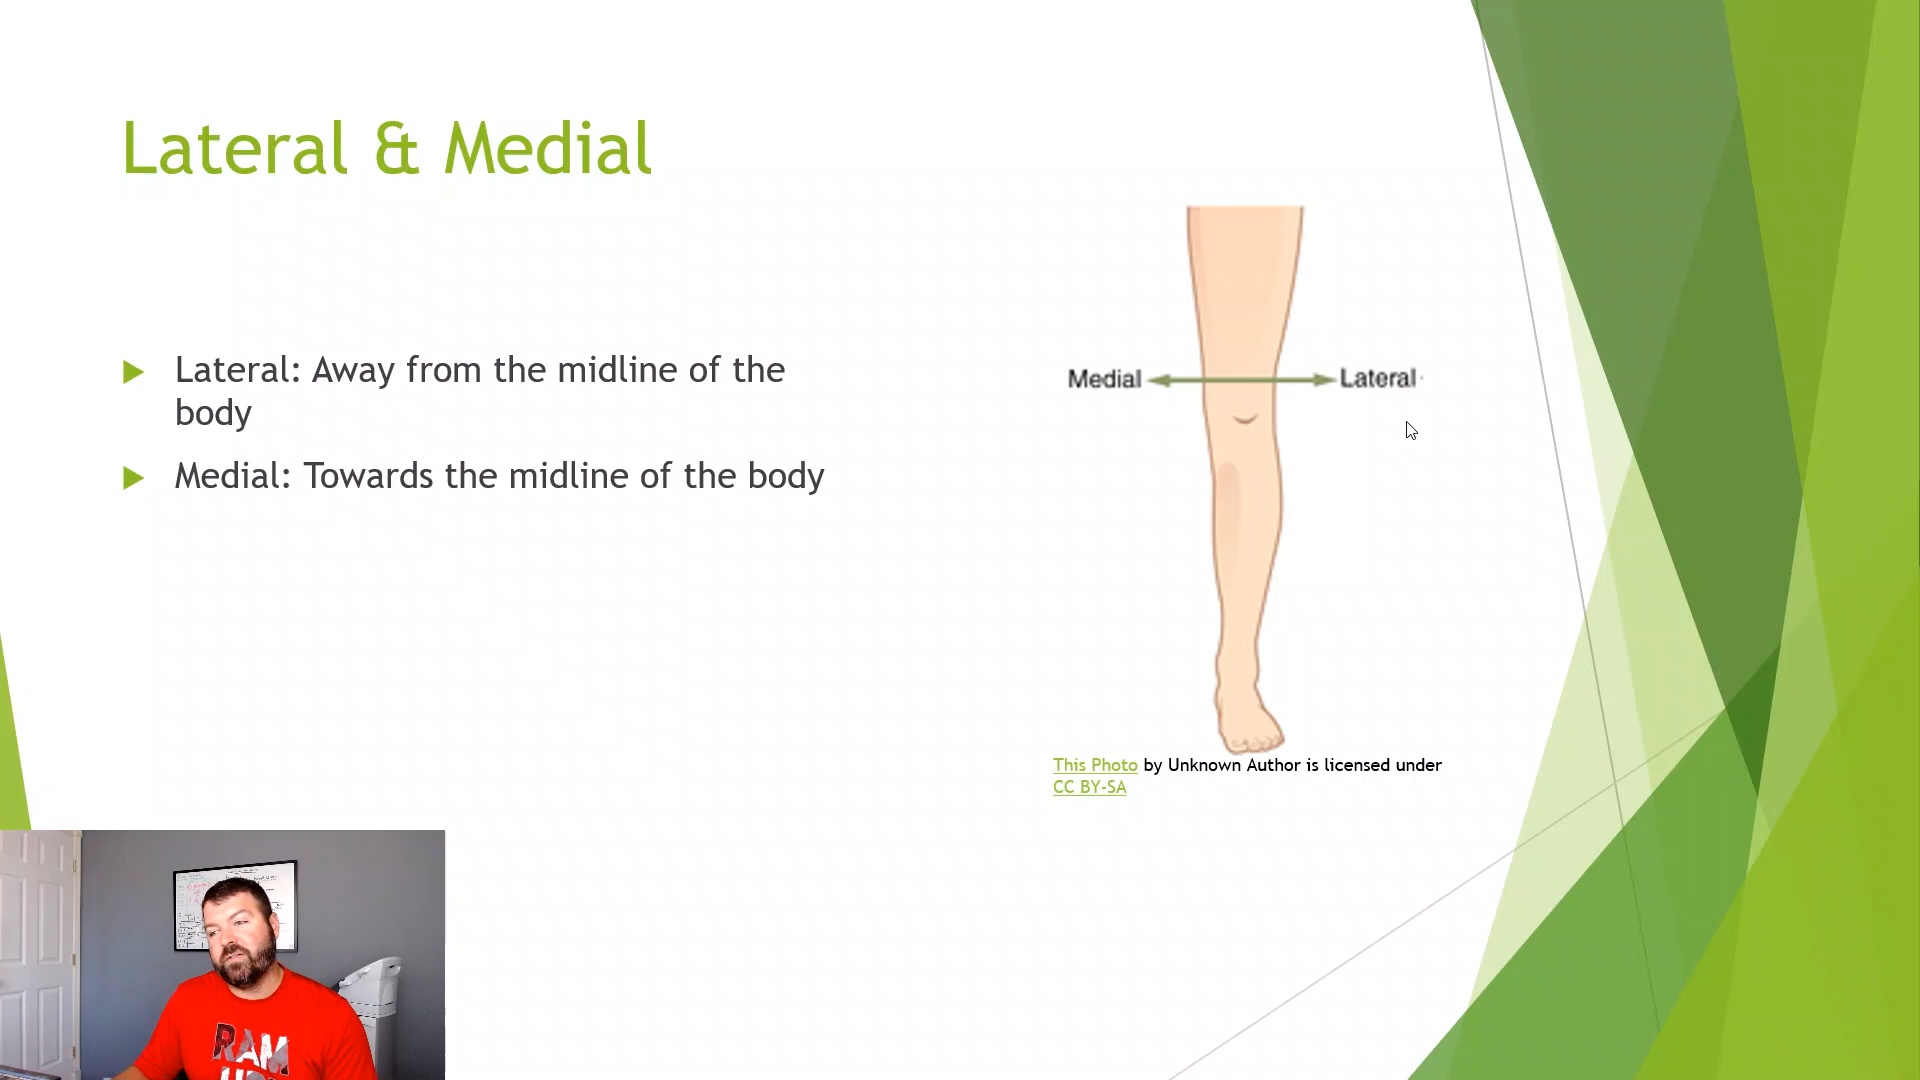 Lateral & Medial
Lateral: Away from the midline of the
body
Medial: Towards the midline of the body
Medial
Lateral
This Photo by Unknown Author is licensed under
CC BY-SA
RAM